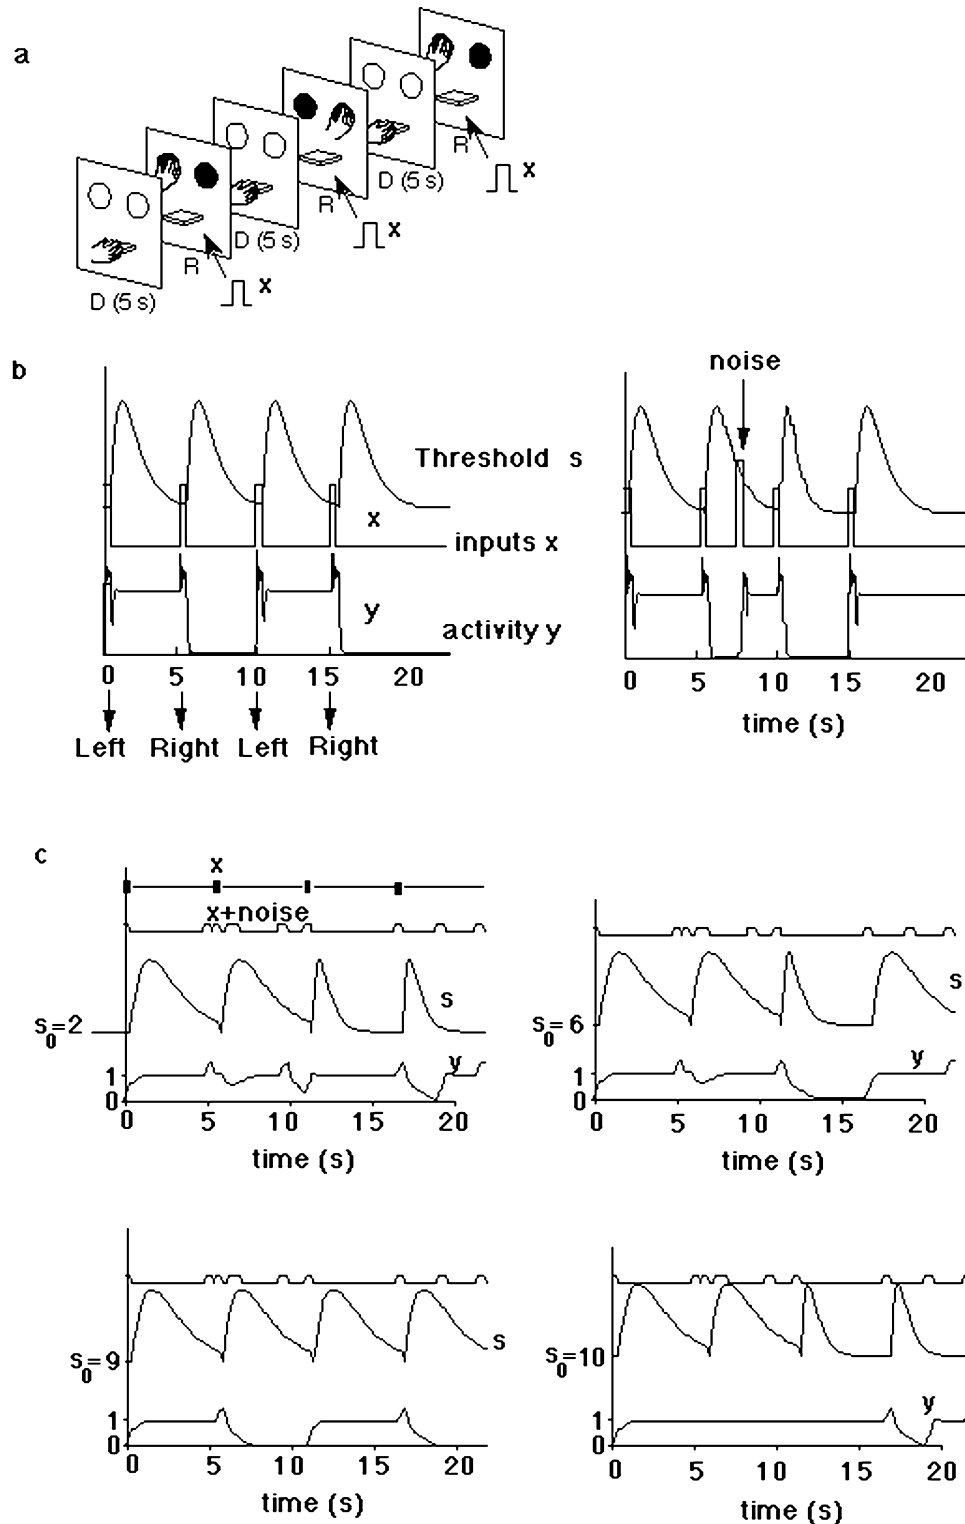 a
D (5 s)
R
x
D (5 s)
R
x
D (5 s)
R
x
b
noise
Threshold s
x
inputs x
y
activity y
0 5 10 15 20
Left Right Left Right
0 5 10 15 20
time (s)
c
x
x+noise
s
s0=2
y
1
0
0 5 10 15 20
time (s)
s
s0=6
y
1
0
0 5 10 15 20
time (s)
s
s0=9
1
0
0 5 10 15 20
time (s)
s0=10
y
1
0
0 5 10 15 20
time (s)